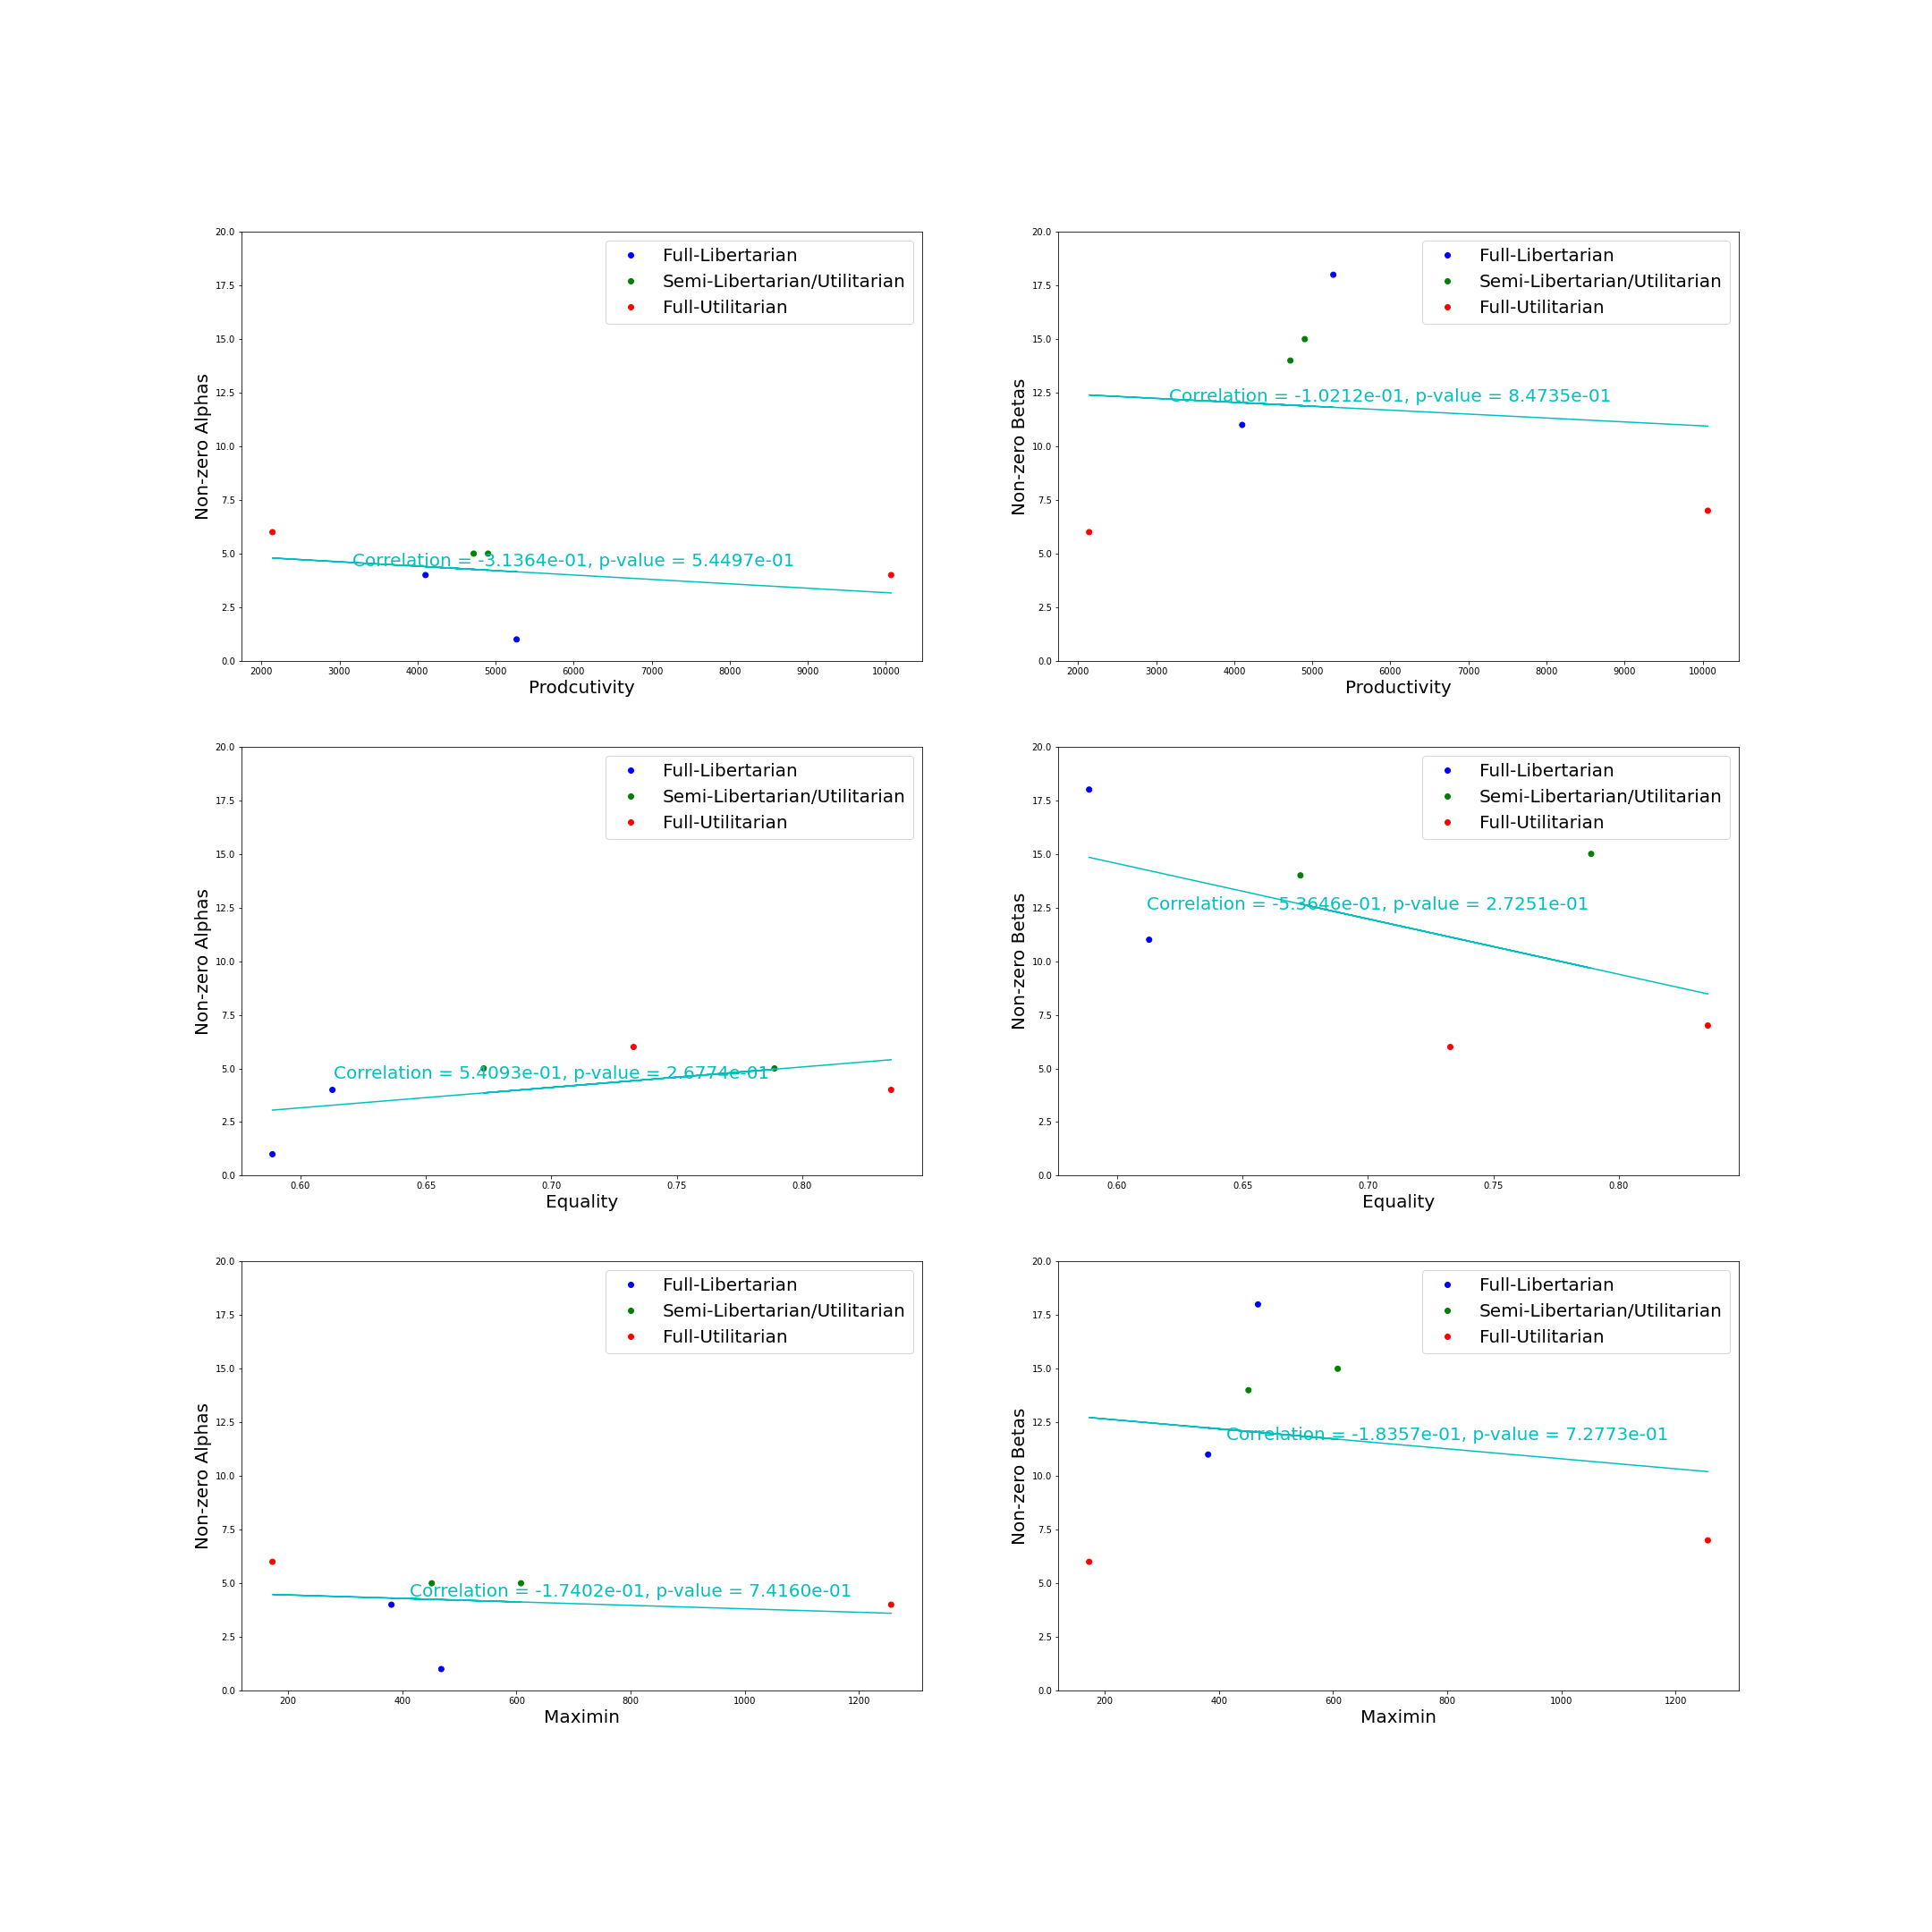 20.0
17.5
15.0
12.5
10.0
7.5
5.0
2.5
0.0
Non-zero Alphas
Full-Libertarian
Semi-Libertarian/Utilitarian
Full-Utilitarian
Correlation = -3.1364e-01, p-value = 5.4497e-01
2000 3000 4000 5000 6000 7000 8000 9000 10000
Prodcutivity
20.0
17.5
15.0
12.5
10.0
7.5
5.0
2.5
0.0
Non-zero Betas
Full-Libertarian
Semi-Libertarian/Utilitarian
Full-Utilitarian
Correlation = -1.0212e-01, p-value = 8.4735e-01
2000 3000 4000 5000 6000 7000 8000 9000 10000
Productivity
20.0
17.5
15.0
12.5
10.0
7.5
5.0
2.5
0.0
Non-zero Alphas
Full-Libertarian
Semi-Libertarian/Utilitarian
Full-Utilitarian
Correlation = 5.4093e-01, p-value = 2.6774e-01
0.60 0.65 0.70 0.75 0.80
Equality
20.0
17.5
15.0
12.5
10.0
7.5
5.0
2.5
0.0
Non-zero Betas
Full-Libertarian
Semi-Libertarian/Utilitarian
Full-Utilitarian
Correlation = -5.3646e-01, p-value = 2.7251e-01
0.60 0.65 0.70 0.75 0.80
Equality
20.0
17.5
15.0
12.5
10.0
7.5
5.0
2.5
0.0
Non-zero Alphas
Full-Libertarian
Semi-Libertarian/Utilitarian
Full-Utilitarian
Correlation = -1.7402e-01, p-value = 7.4160e-01
200 400 600 800 1000 1200
Maximin
20.0
17.5
15.0
12.5
10.0
7.5
5.0
2.5
0.0
Non-zero Betas
Full-Libertarian
Semi-Libertarian/Utilitarian
Full-Utilitarian
Correlation = -1.8357e-01, p-value = 7.2773e-01
200 400 600 800 1000 1200
Maximin